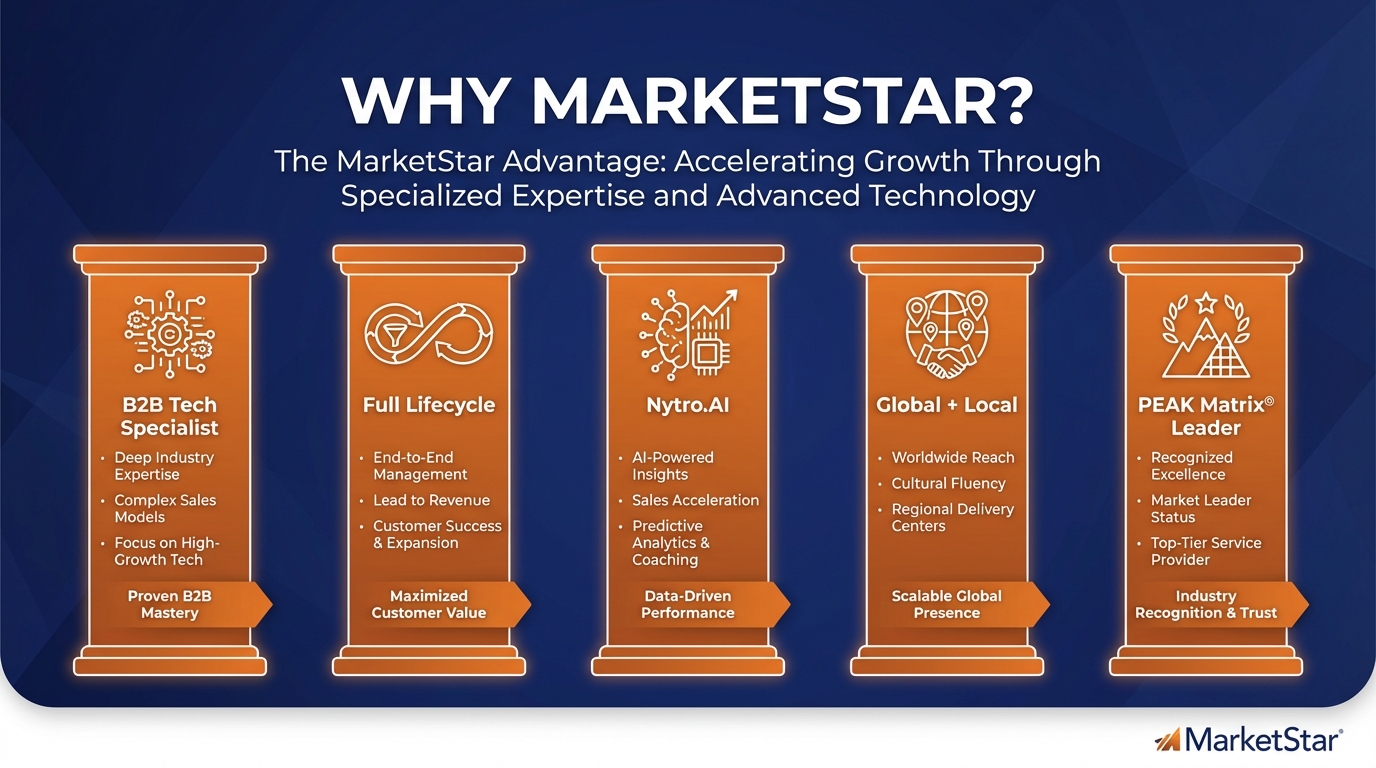 WHY MARKETSTAR?
The MarketStar Advantage: Accelerating Growth Through
Specialized Expertise and Advanced Technology
B2B Tech
Specialist
• Deep Industry
Expertise
• Complex Sales
Models
• Focus on High-
Growth Tech
Proven B2B
Mastery
Full Lifecycle
• End-to-End
Management
• Lead to Revenue
• Customer Success
& Expansion
Maximized
Customer Value
Nytro.AI
• AI-Powered
Insights
• Sales Acceleration
• Predictive
Analytics &
Coaching
Data-Driven
Performance
Global + Local
• Worldwide Reach
• Cultural Fluency
• Regional Delivery
Centers
Scalable Global
Presence
PEAK Matrix©
Leader
• Recognized
Excellence
• Market Leader
Status
• Top-Tier Service
Provider
Industry
Recognition & Trust
MarketStar®